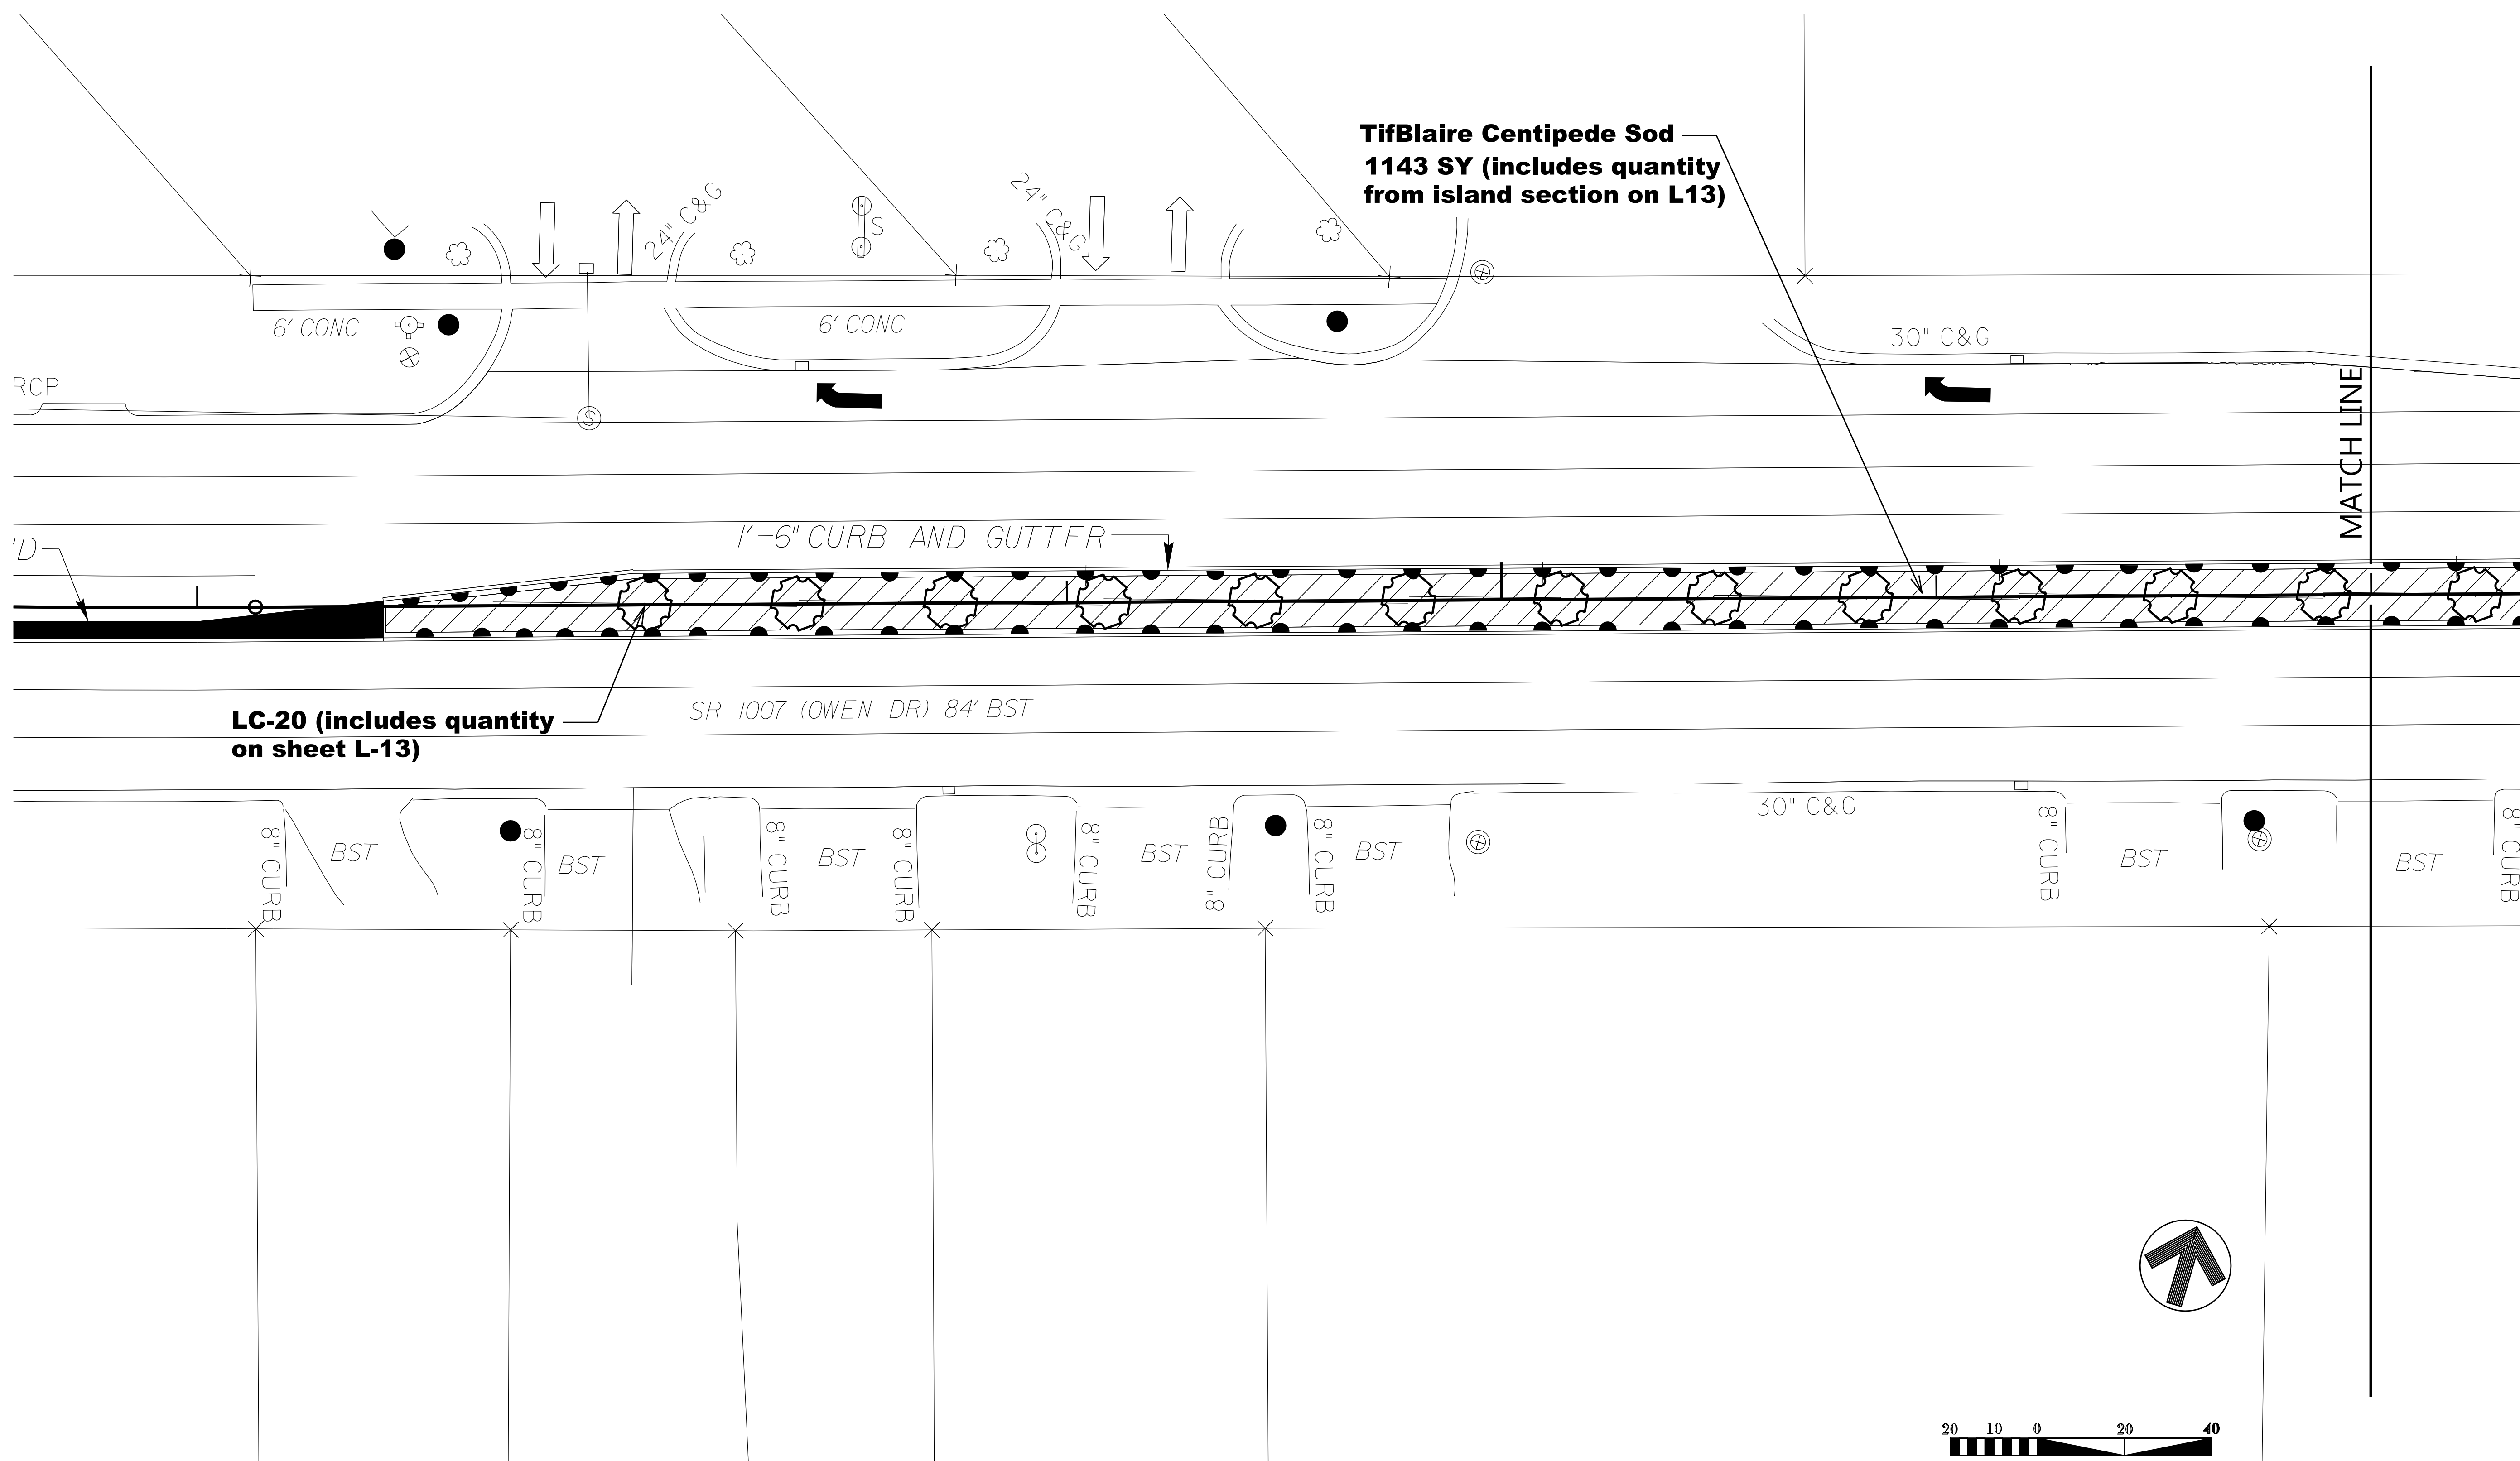 TifBlaire Centipede Sod
1143 SY (includes quantity
from island section on L13)
24" C&G
S
24" C&G
6' CONC
6' CONC
30" C&G
RCP
S
MATCH LINE
'D
1'-6" CURB AND GUTTER
LC-20 (includes quantity
on sheet L-13)
SR 1007 (OWEN DR) 84' BST
30" C&G
8" CURB
BST
8" CURB
BST
8" CURB
BST
8" CURB
8" CURB
BST
8" CURB
8" CURB
BST
8" CURB
BST
BST
8" CURB
20 10 0 20 40